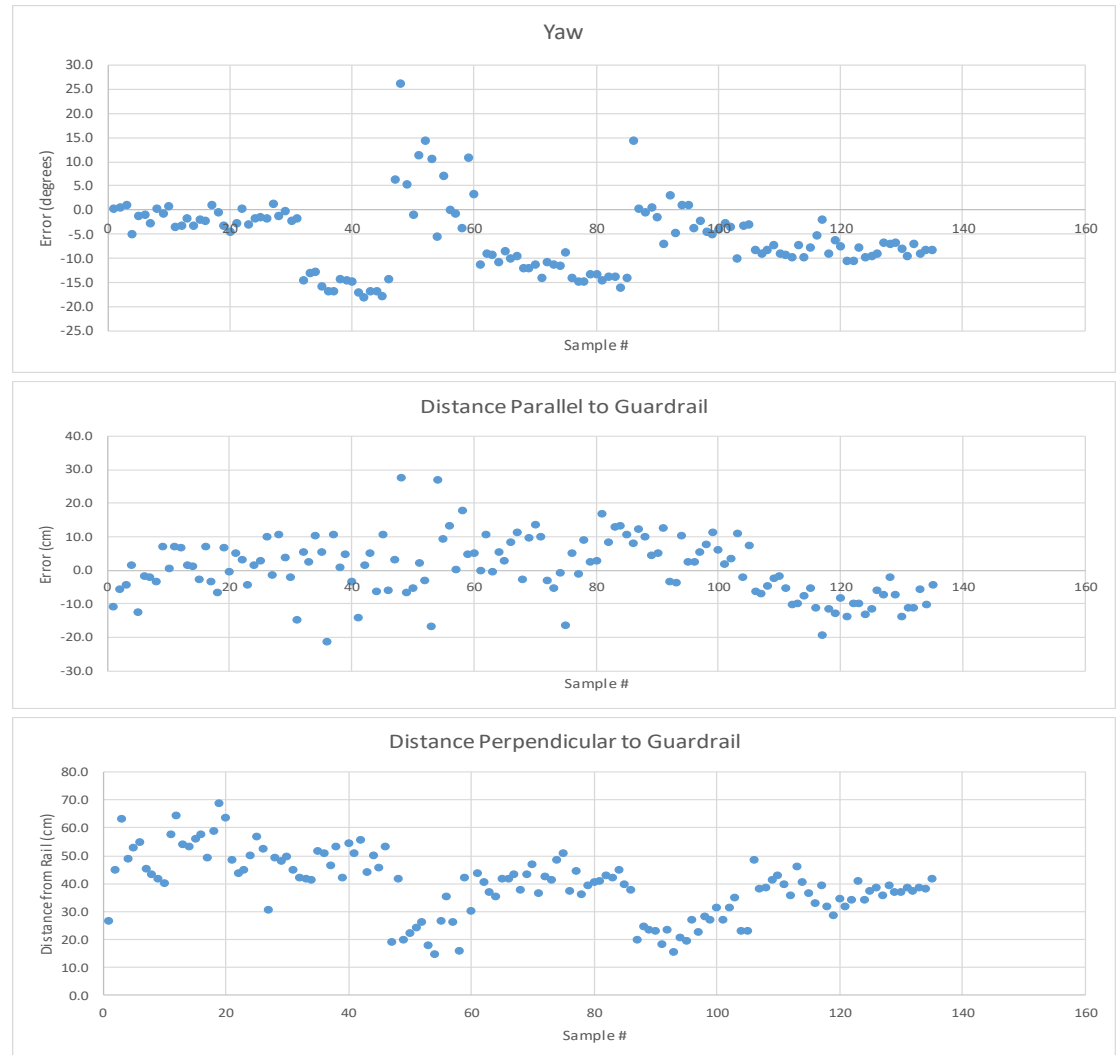 Yaw
30.0
25.0
20.0
15.0
10.0
5.0
0.0
-5.0
-10.0
-15.0
-20.0
-25.0
Error (degrees)
0 20 40 60 80 100 120 140 160
Sample #
Distance Parallel to Guardrail
40.0
30.0
20.0
10.0
0.0
-10.0
-20.0
-30.0
Error (cm)
0 20 40 60 80 100 120 140 160
Sample #
Distance Perpendicular to Guardrail
80.0
70.0
60.0
50.0
40.0
30.0
20.0
10.0
0.0
Distance from Rail (cm)
0 20 40 60 80 100 120 140 160
Sample #